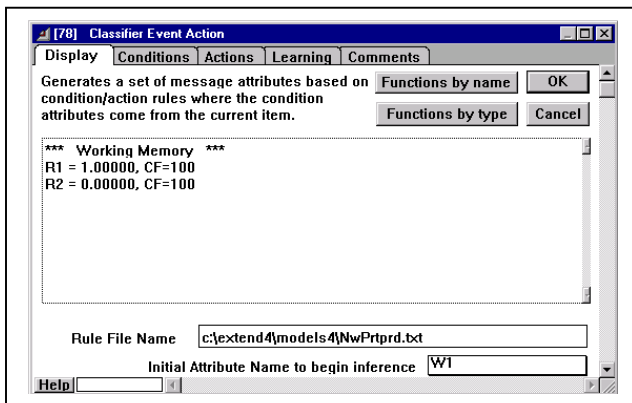 [78] Classifier Event Action
Display Conditions Actions Learning Comments
Generates a set of message attributes based on
condition/action rules where the condition
attributes come from the current item.
Functions by name OK
Functions by type Cancel
*** Working Memory ***
R1 = 1.00000, CF=100
R2 = 0.00000, CF=100
Rule File Name c:\extend4\models4\NwPrtprd.txt
Initial Attribute Name to begin inference W1
Help